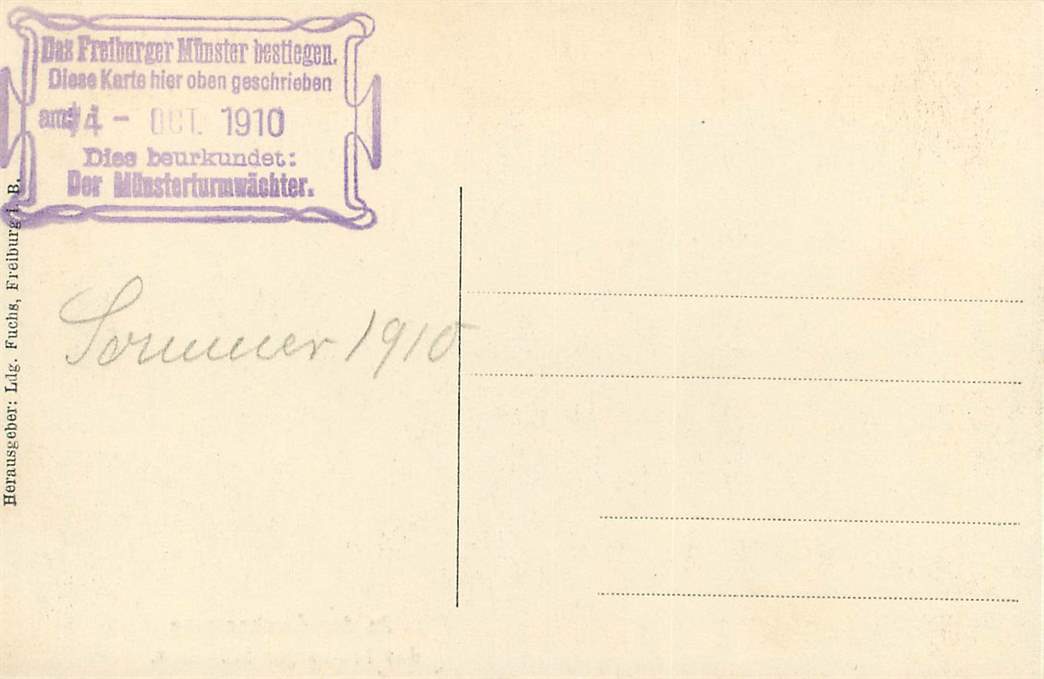 Das Freiburger Münster bestiegen.
Diese Karte hier oben geschrieben
am 4 - OCT. 1910
Dies beurkundet:
Der Münsterturmwächter.
Sommer 1910
Herausgeber: Ldg. Fuchs, Freiburg i. B.